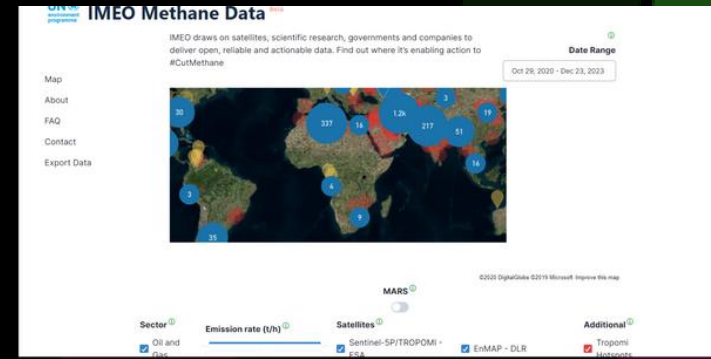 UN
environment
programme
IMEO Methane Data Beta
IMEO draws on satellites, scientific research, governments and companies to
deliver open, reliable and actionable data. Find out where it's enabling action to
#CutMethane
Date Range
Oct 29, 2020 - Dec 23, 2023
Map
About
FAQ
Contact
Export Data
30
337
16
1.2k
217
3
51
19
16
3
4
9
35
©2020 DigitalGlobe ©2019 Microsoft Improve this map
MARS
Sector
Emission rate (t/h)
Satellites
Additional
Oil and
Gas
Sentinel-5P/TROPOMI -
ESA
EnMAP - DLR
Tropomi
Hotspots